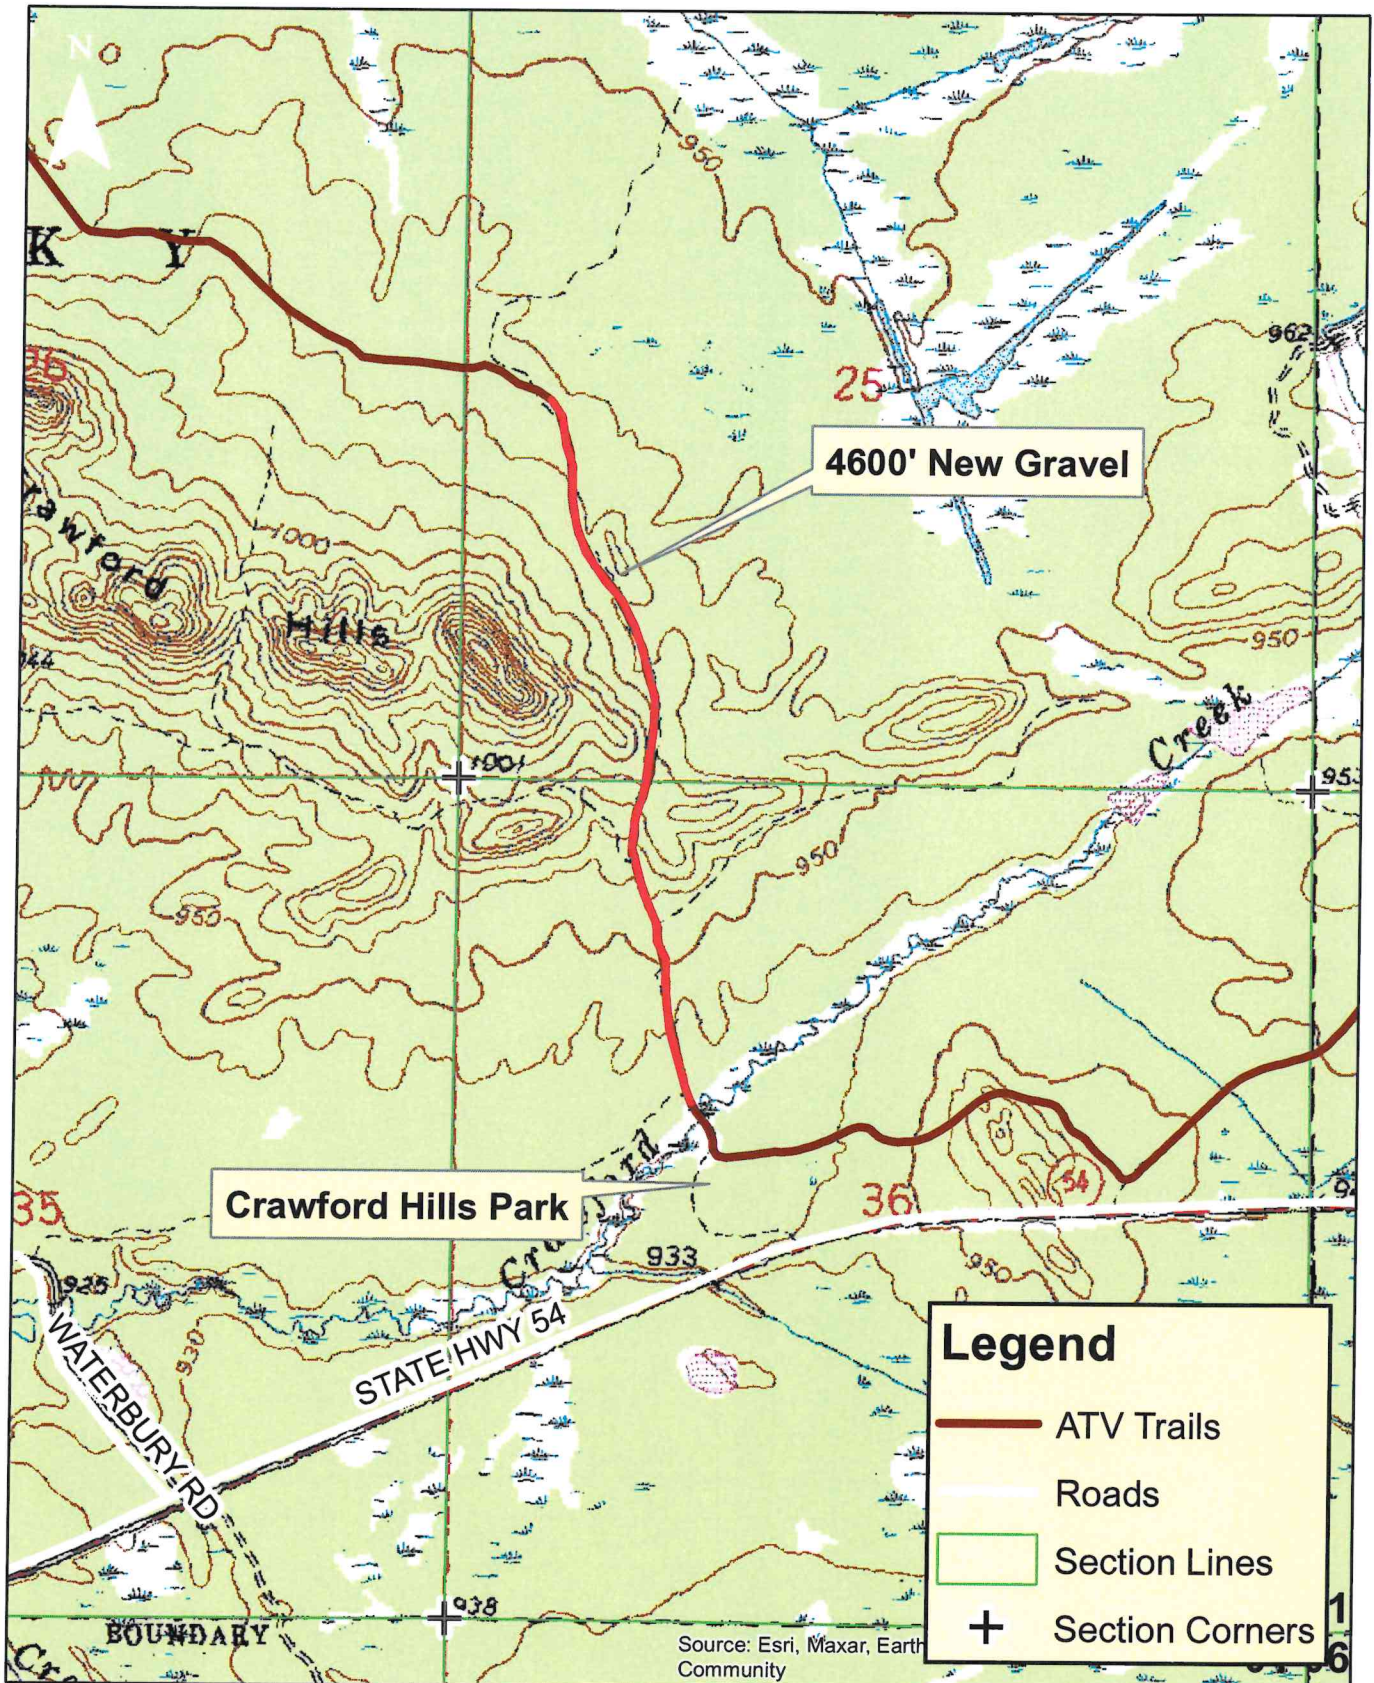 N
950
K Y
962
25
4600' New Gravel
1000
Hills
950
Creek
1001
953
950
950
54
36
35
Crawford Hills Park
933
950
925
STATE HWY 54
WATERBURY RD
930
Legend
ATV Trails
Roads
Section Lines
Section Corners
938
BOUNDARY
Source: Esri, Maxar, Earth
Community